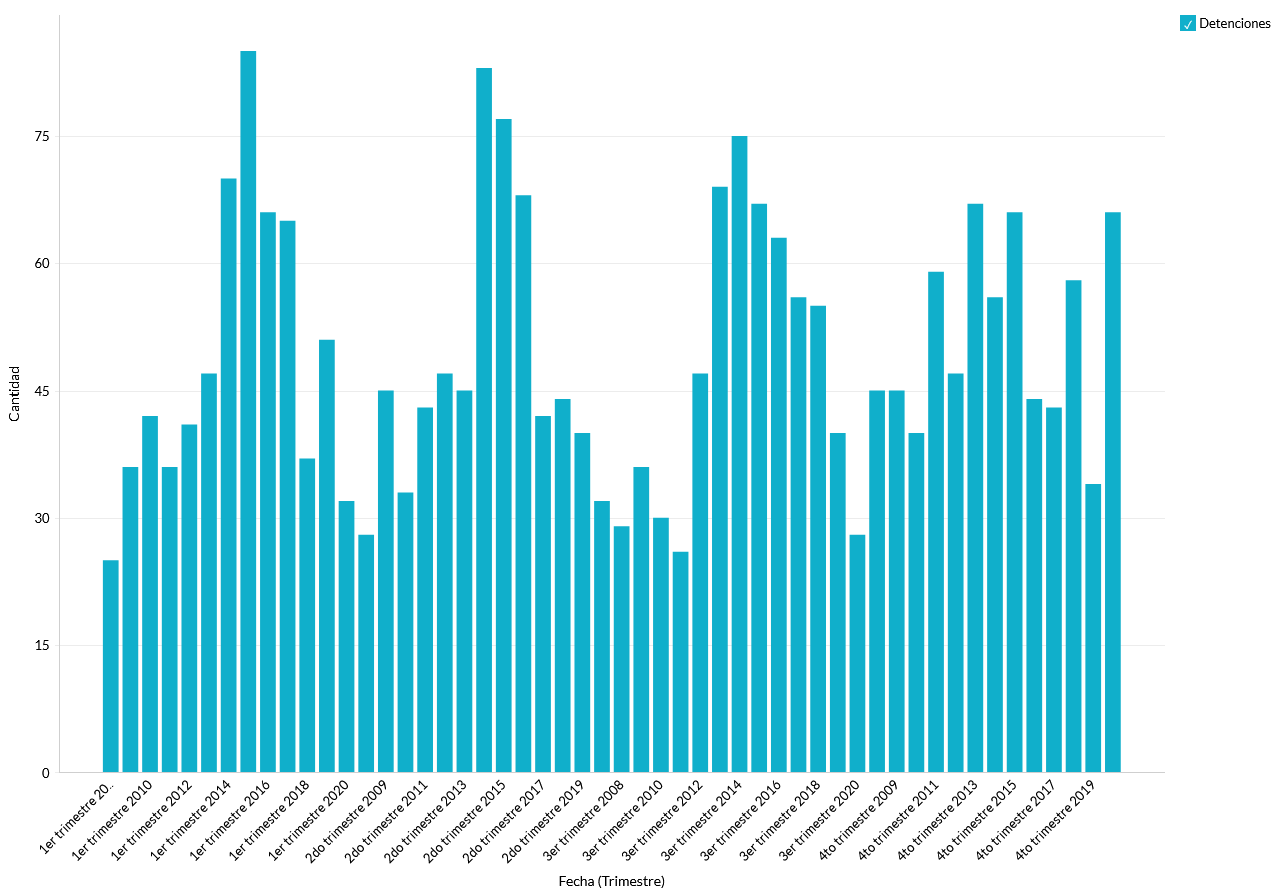 Detenciones
75
60
45
30
15
0
Cantidad
1er trimestre 20..
1er trimestre 2010
1er trimestre 2012
1er trimestre 2014
1er trimestre 2016
1er trimestre 2018
1er trimestre 2020
2do trimestre 2009
2do trimestre 2011
2do trimestre 2013
2do trimestre 2015
2do trimestre 2017
2do trimestre 2019
3er trimestre 2008
3er trimestre 2010
3er trimestre 2012
3er trimestre 2014
3er trimestre 2016
3er trimestre 2018
3er trimestre 2020
4to trimestre 2009
4to trimestre 2011
4to trimestre 2013
4to trimestre 2015
4to trimestre 2017
4to trimestre 2019
Fecha (Trimestre)